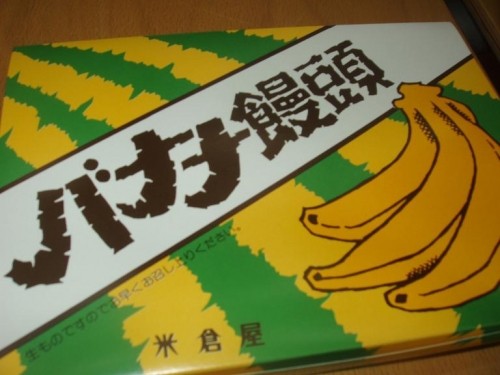 バナナ饅頭
生ものですのでお早くお召し上りください。
米倉屋